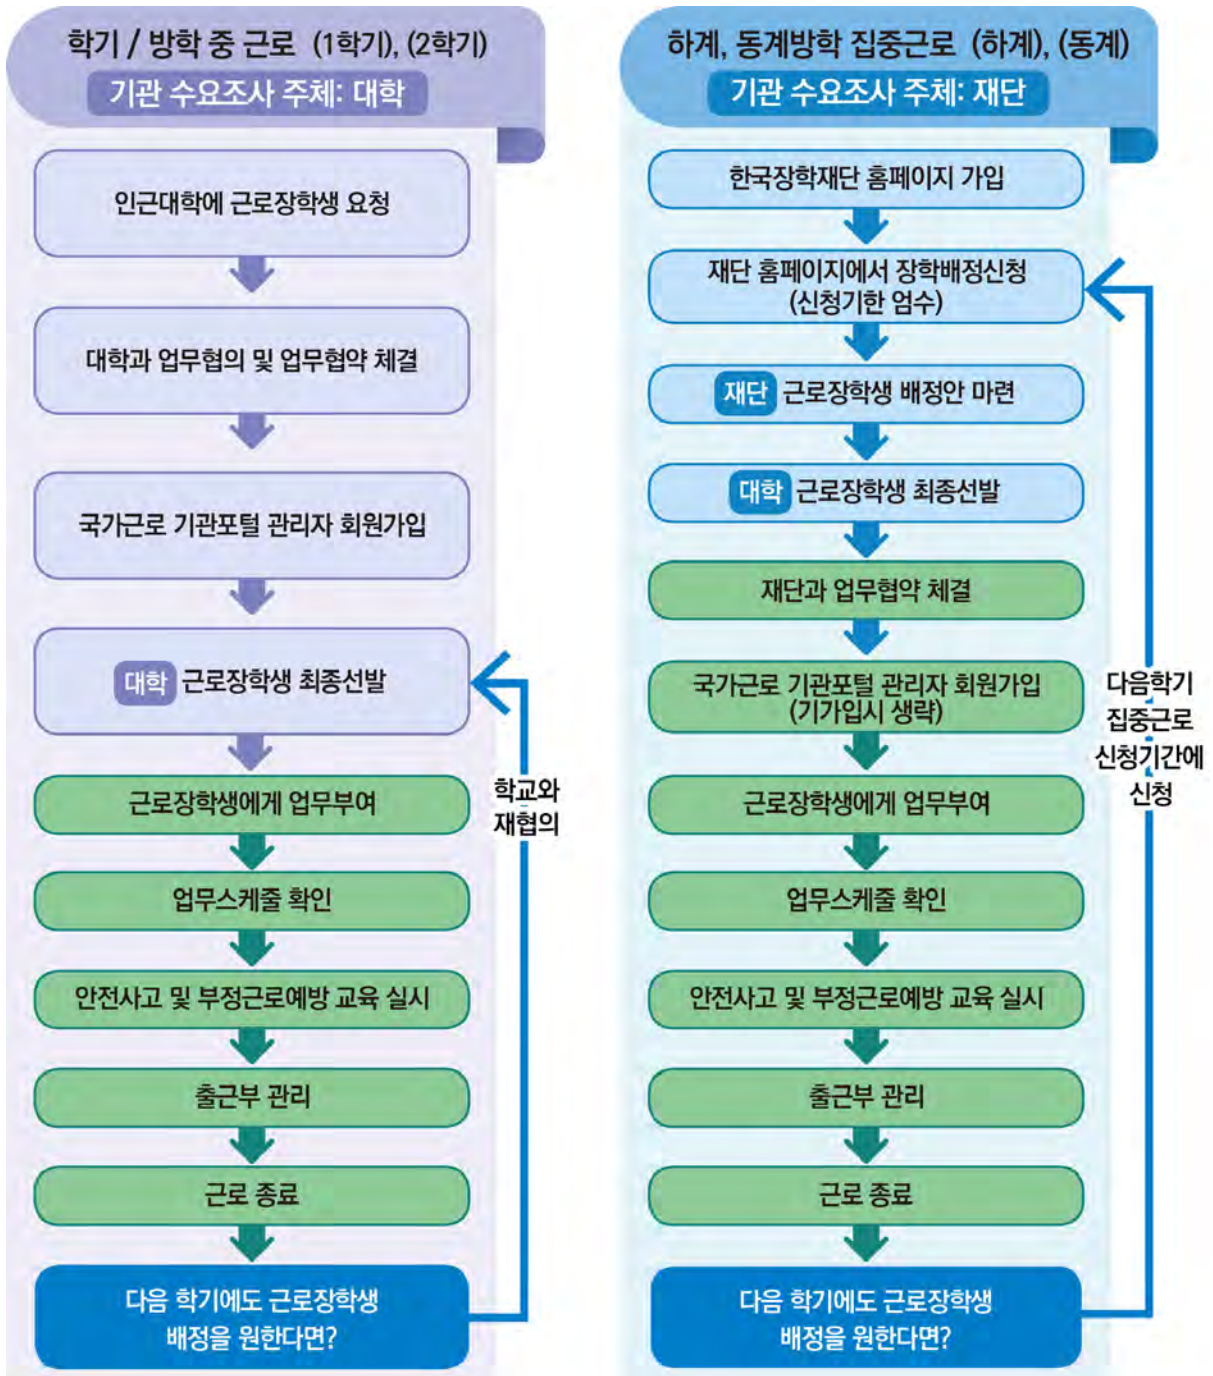 학기 / 방학 중 근로 (1학기), (2학기)
기관 수요조사 주체: 대학
인근대학에 근로장학생 요청
대학과 업무협의 및 업무협약 체결
국가근로 기관포털 관리자 회원가입
대학 근로장학생 최종선발
근로장학생에게 업무부여
업무스케줄 확인
안전사고 및 부정근로예방 교육 실시
출근부 관리
근로 종료
다음 학기에도 근로장학생
배정을 원한다면?
학교와
재협의
하계, 동계방학 집중근로 (하계), (동계)
기관 수요조사 주체: 재단
한국장학재단 홈페이지 가입
재단 홈페이지에서 장학배정신청
(신청기한 엄수)
재단 근로장학생 배정안 마련
대학 근로장학생 최종선발
재단과 업무협약 체결
국가근로 기관포털 관리자 회원가입
(기가입시 생략)
근로장학생에게 업무부여
업무스케줄 확인
안전사고 및 부정근로예방 교육 실시
출근부 관리
근로 종료
다음 학기에도 근로장학생
배정을 원한다면?
다음학기
집중근로
신청기간에
신청